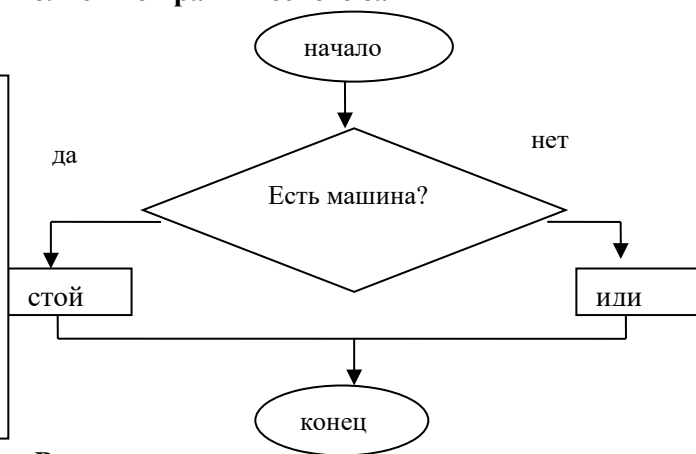 начало
да
нет
Есть машина?
стой
иди
конец